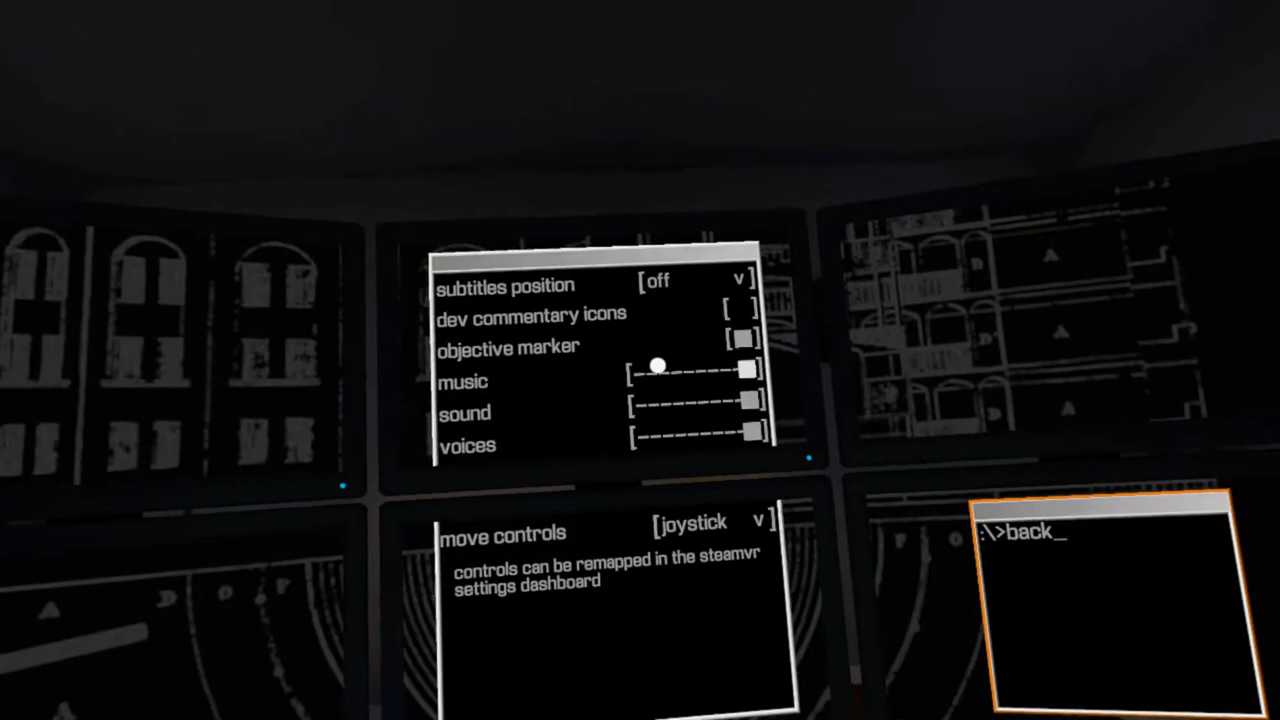 subtitles position [off v]
dev commentary icons [ ]
objective marker [ ]
music
sound
voices
move controls [joystick v]
controls can be remapped in the steamvr
settings dashboard
:\>back_
A
D
A
D
A
A
D O F
F O